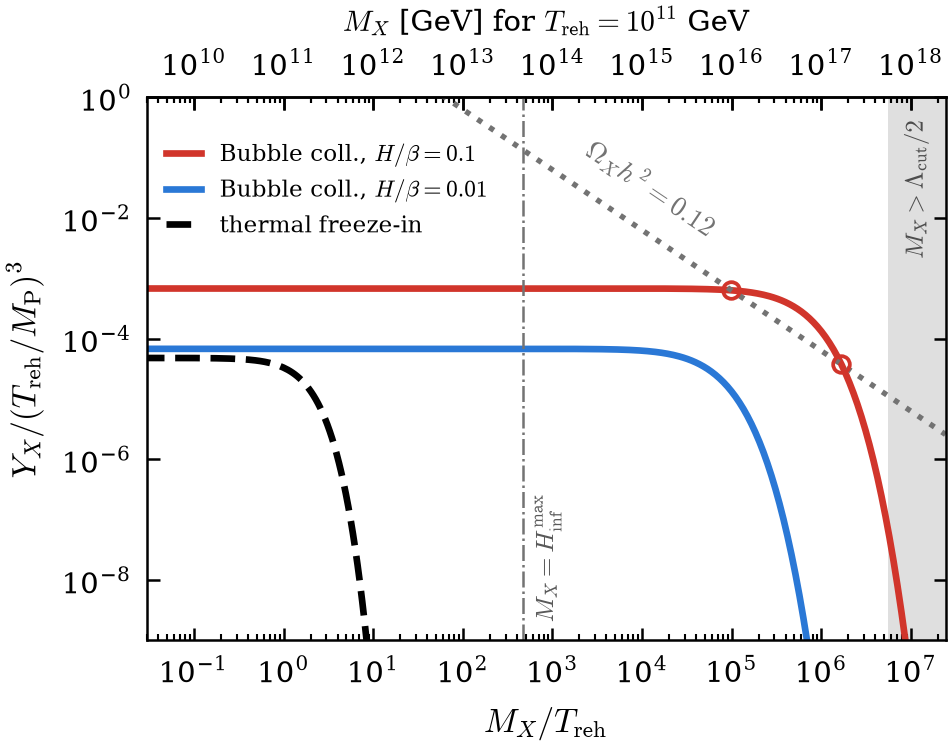 M_X [GeV] for T_reh = 10^11 GeV
10^10 10^11 10^12 10^13 10^14 10^15 10^16 10^17 10^18
10^0
10^−2
10^−4
10^−6
10^−8
Y_X/(T_reh/M_P)^3
Bubble coll., H/β = 0.1
Bubble coll., H/β = 0.01
thermal freeze-in
Ω_X h^2 = 0.12
M_X > Λ_cut/2
M_X = H_inf^max
10^−1 10^0 10^1 10^2 10^3 10^4 10^5 10^6 10^7
M_X/T_reh